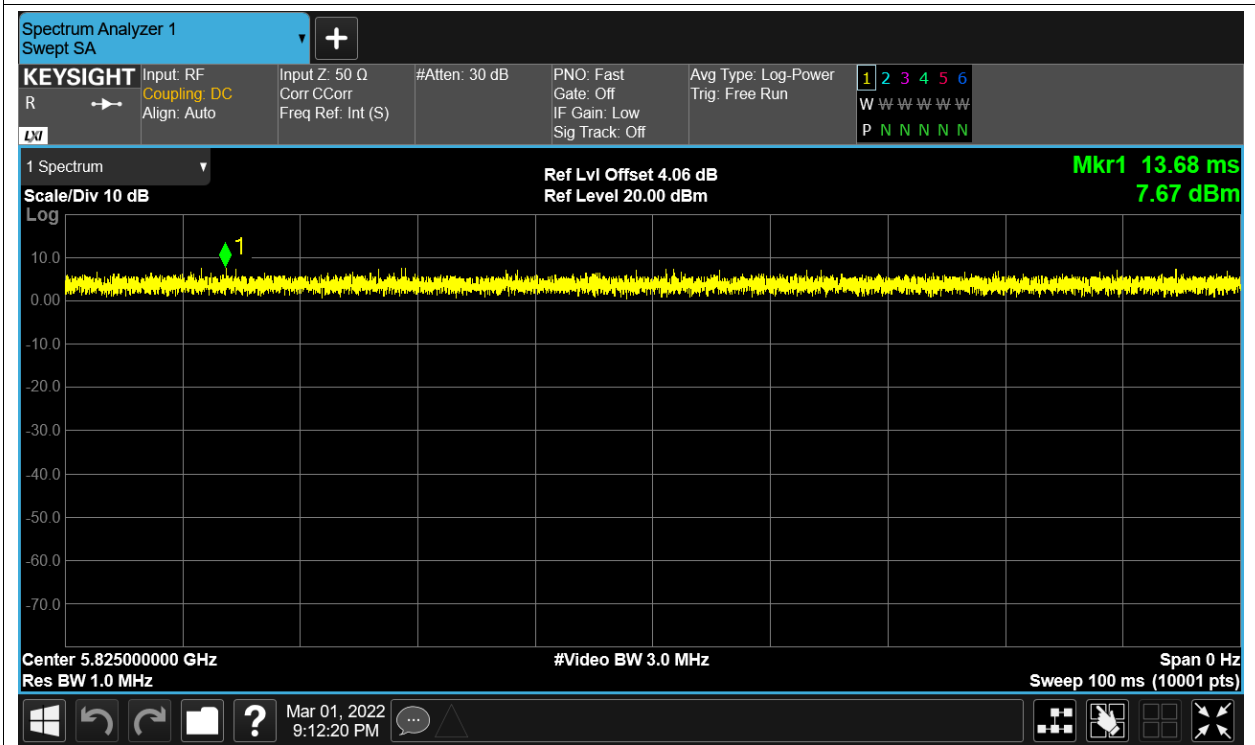 Spectrum Analyzer 1
Swept SA
KEYSIGHT
R
LXI
Input: RF
Coupling: DC
Align: Auto
Input Z: 50 Ω
Corr CCorr
Freq Ref: Int (S)
#Atten: 30 dB
PNO: Fast
Gate: Off
IF Gain: Low
Sig Track: Off
Avg Type: Log-Power
Trig: Free Run
1 2 3 4 5 6
W W W W W W
P N N N N N
1 Spectrum
Scale/Div 10 dB
Log
Ref Lvl Offset 4.06 dB
Ref Level 20.00 dBm
Mkr1 13.68 ms
7.67 dBm
1
10.0
0.00
-10.0
-20.0
-30.0
-40.0
-50.0
-60.0
-70.0
Center 5.825000000 GHz
Res BW 1.0 MHz
#Video BW 3.0 MHz
Span 0 Hz
Sweep 100 ms (10001 pts)
?
Mar 01, 2022
9:12:20 PM